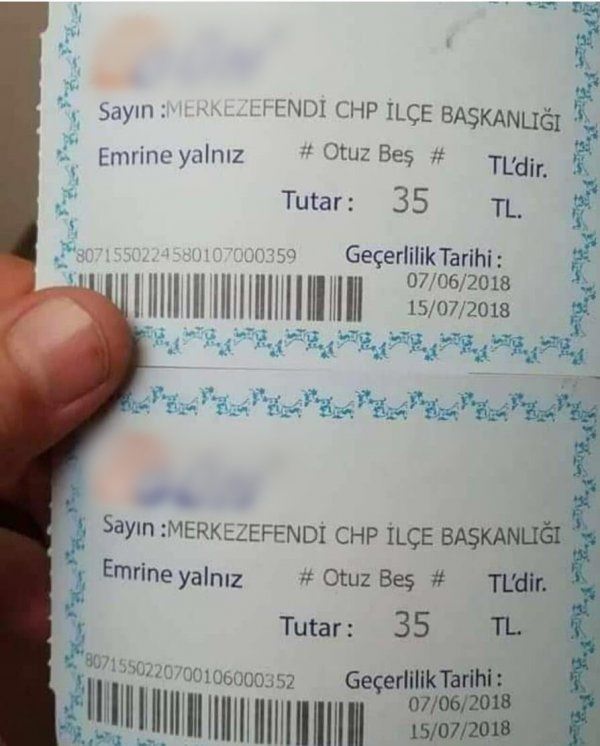 Sayın :MERKEZEFENDİ CHP İLÇE BAŞKANLIĞI
Emrine yalnız # Otuz Beş # TL'dir.
Tutar : 35 TL.
8071550224580107000359 Geçerlilik Tarihi :
07/06/2018
15/07/2018
Sayın :MERKEZEFENDİ CHP İLÇE BAŞKANLIĞI
Emrine yalnız # Otuz Beş # TL'dir.
Tutar : 35 TL.
8071550220700106000352 Geçerlilik Tarihi :
07/06/2018
15/07/2018